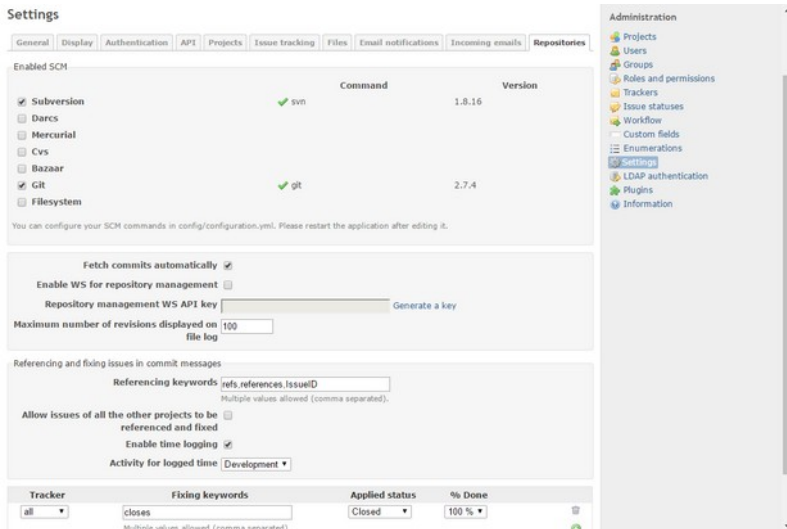 Settings
General Display Authentication API Projects Issue tracking Files Email notifications Incoming emails Repositories
Enabled SCM
Command Version
Subversion svn 1.8.16
Darcs
Mercurial
Cvs
Bazaar
Git git 2.7.4
Filesystem
You can configure your SCM commands in config/configuration.yml. Please restart the application after editing it.
Fetch commits automatically
Enable WS for repository management
Repository management WS API key Generate a key
Maximum number of revisions displayed on 100
file log
Referencing and fixing issues in commit messages
Referencing keywords refs,references,IssueID
Multiple values allowed (comma separated).
Allow issues of all the other projects to be
referenced and fixed
Enable time logging
Activity for logged time Development
Tracker Fixing keywords Applied status % Done
all closes Closed 100 %
Multiple values allowed (comma separated)
Administration
Projects
Users
Groups
Roles and permissions
Trackers
Issue statuses
Workflow
Custom fields
Enumerations
Settings
LDAP authentication
Plugins
Information